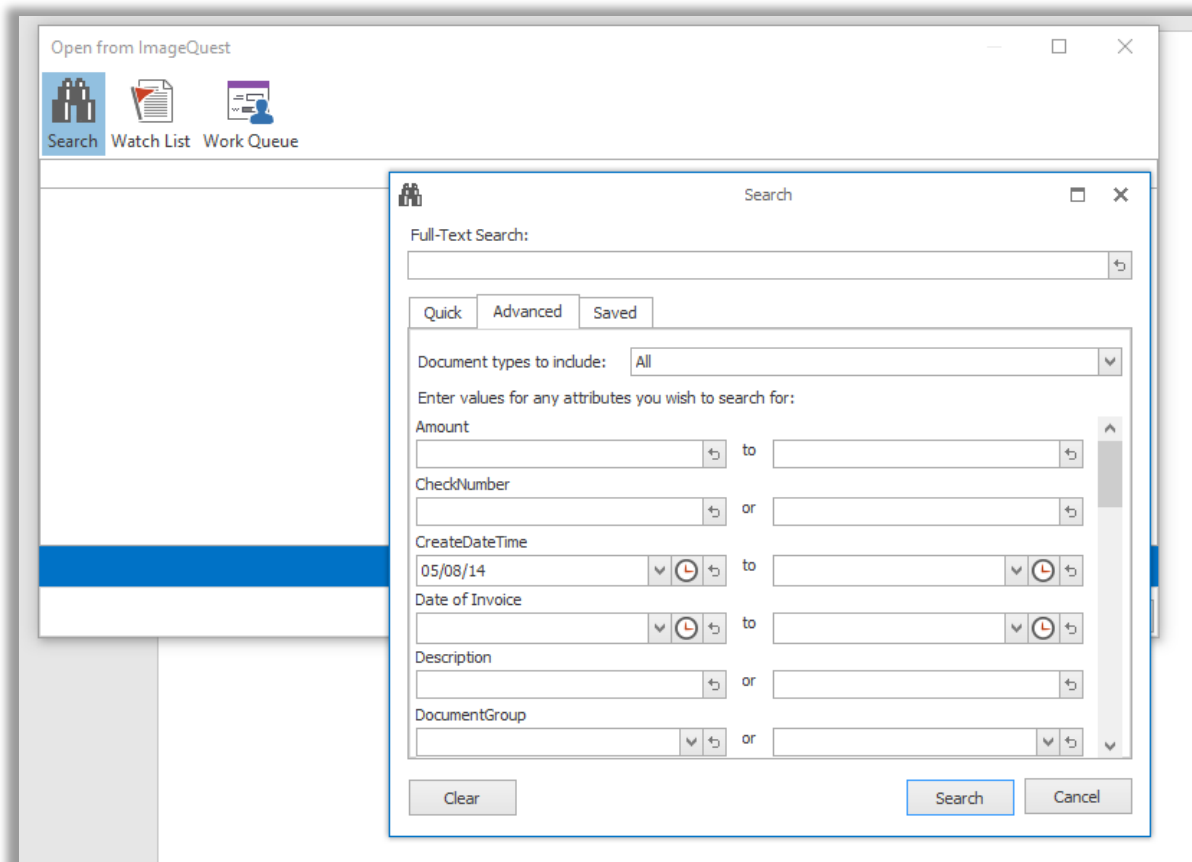 Open from ImageQuest
Search Watch List Work Queue
Search
Full-Text Search:
Quick Advanced Saved
Document types to include: All
Enter values for any attributes you wish to search for:
Amount
to
CheckNumber
or
CreateDateTime
05/08/14 to
Date of Invoice
to
Description
or
DocumentGroup
or
Clear Search Cancel